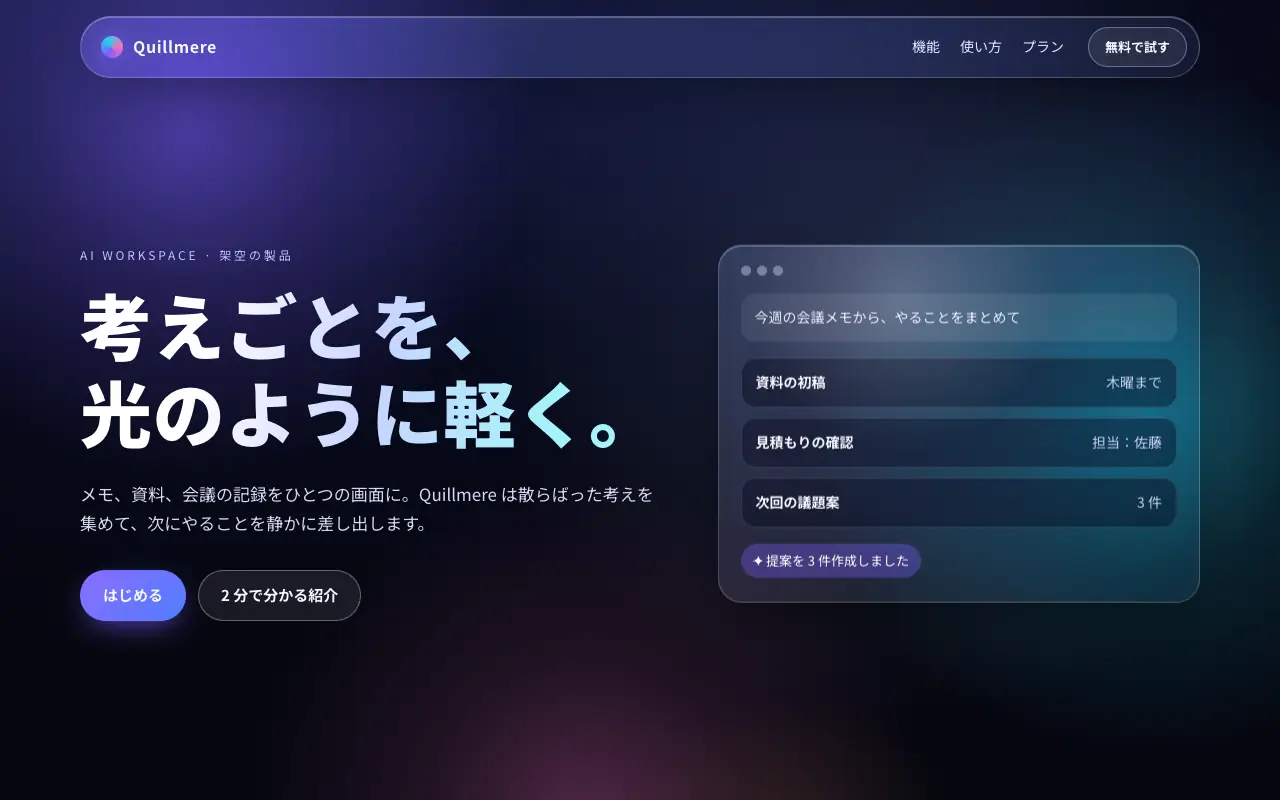 Quillmere
機能
使い方
プラン
無料で試す
AI WORKSPACE · 架空の製品
考えごとを、
光のように軽く。
メモ、資料、会議の記録をひとつの画面に。Quillmere は散らばった考えを
集めて、次にやることを静かに差し出します。
はじめる
2 分で分かる紹介
今週の会議メモから、やることをまとめて
資料の初稿 木曜まで
見積もりの確認 担当：佐藤
次回の議題案 3 件
✦ 提案を 3 件作成しました